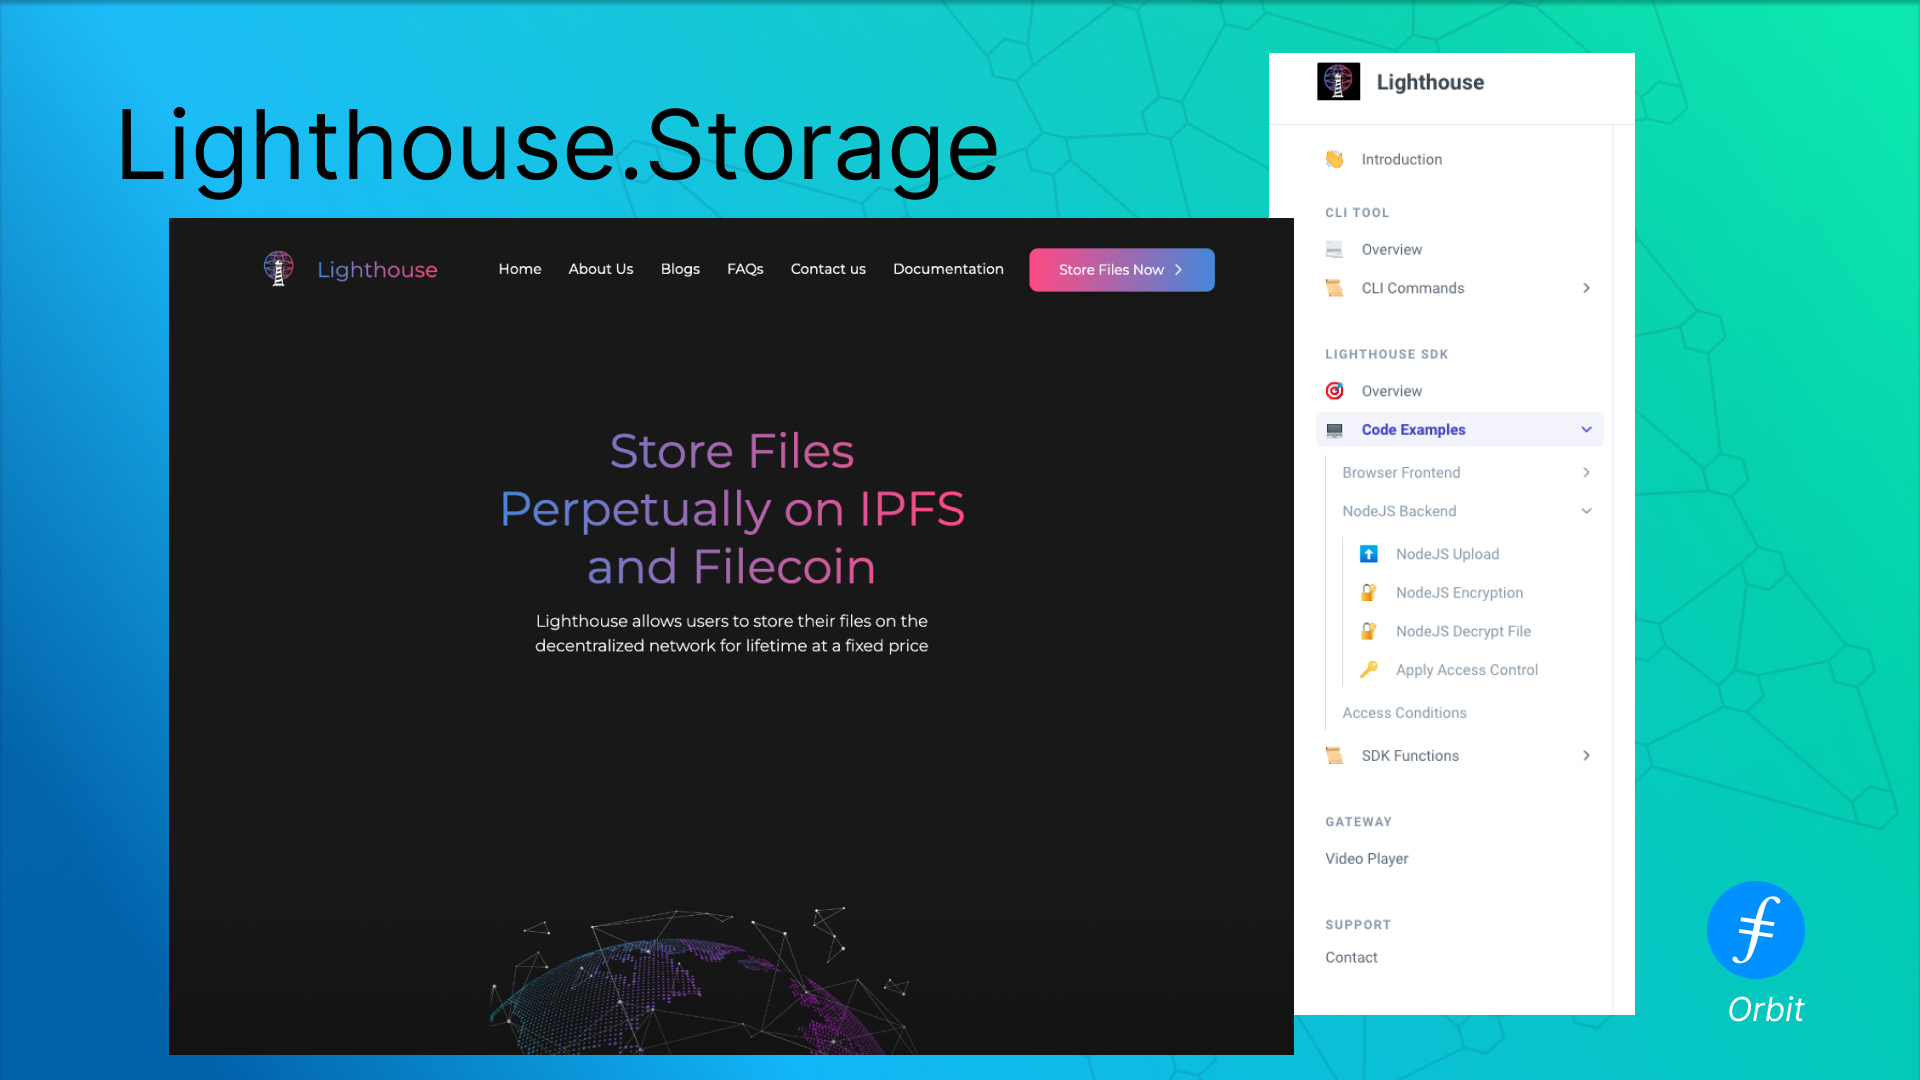 Lighthouse.Storage
Lighthouse
Home
About Us
Blogs
FAQs
Contact us
Documentation
Store Files Now
Store Files
Perpetually on IPFS
and Filecoin
Lighthouse allows users to store their files on the
decentralized network for lifetime at a fixed price
Lighthouse
Introduction
CLI TOOL
Overview
CLI Commands
LIGHTHOUSE SDK
Overview
Code Examples
Browser Frontend
NodeJS Backend
NodeJS Upload
NodeJS Encryption
NodeJS Decrypt File
Apply Access Control
Access Conditions
SDK Functions
GATEWAY
Video Player
SUPPORT
Contact
Orbit